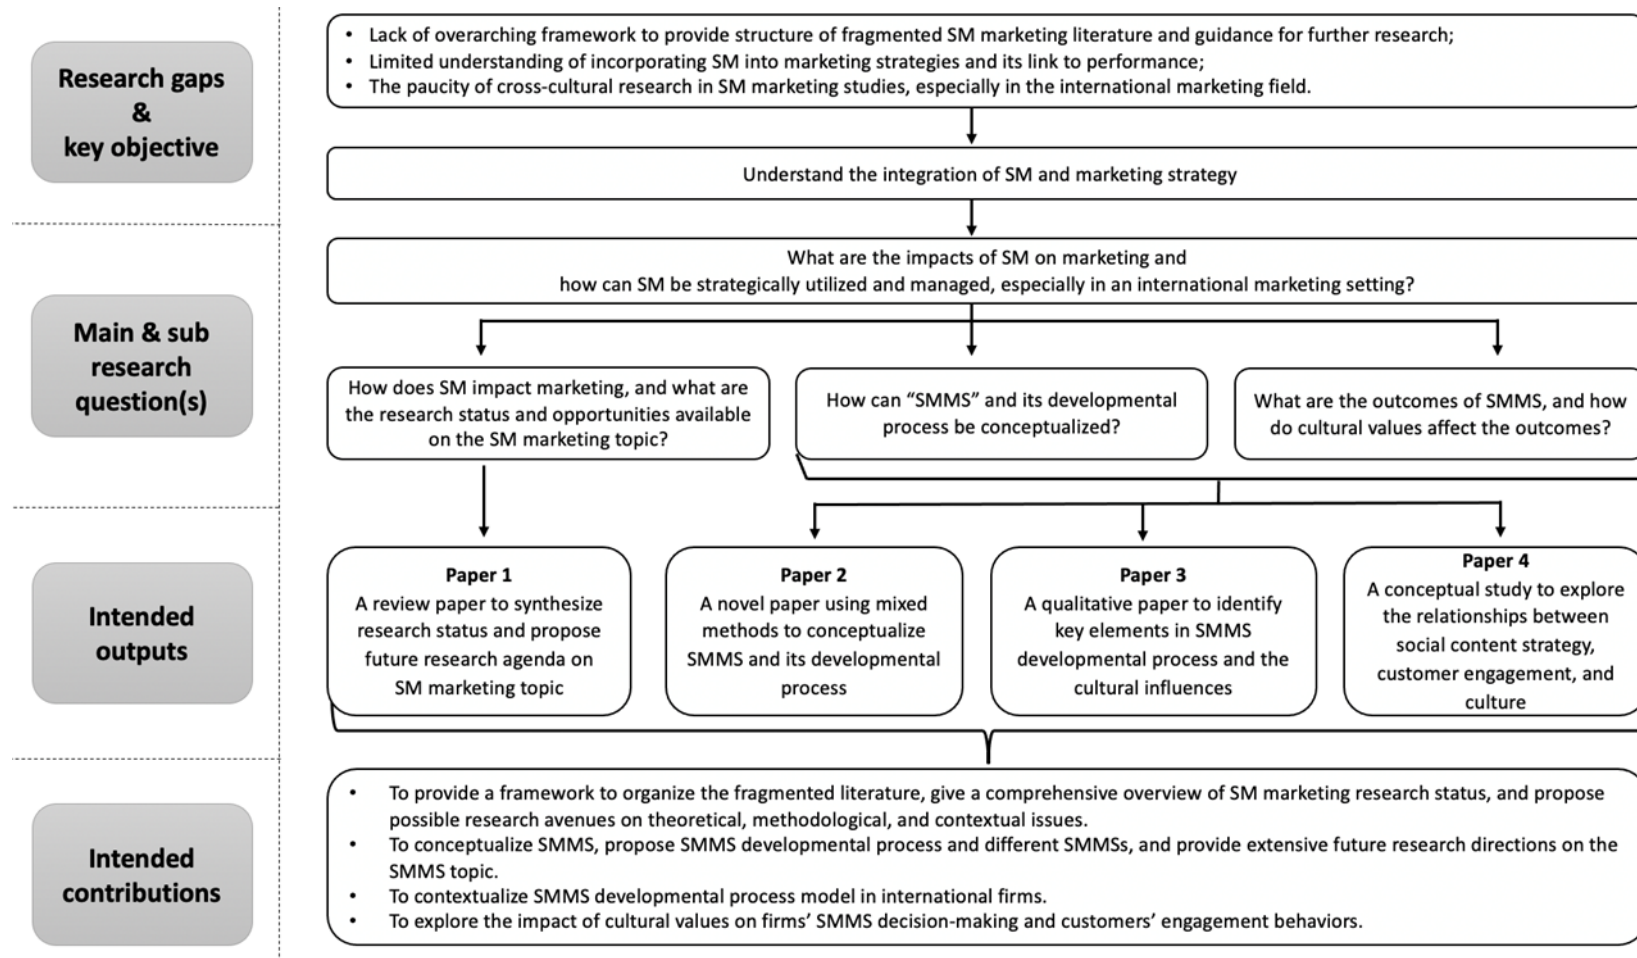 Research gaps
&
key objective
• Lack of overarching framework to provide structure of fragmented SM marketing literature and guidance for further research;
• Limited understanding of incorporating SM into marketing strategies and its link to performance;
• The paucity of cross-cultural research in SM marketing studies, especially in the international marketing field.
Understand the integration of SM and marketing strategy
Main & sub
research
question(s)
What are the impacts of SM on marketing and
how can SM be strategically utilized and managed, especially in an international marketing setting?
How does SM impact marketing, and what are
the research status and opportunities available
on the SM marketing topic?
How can “SMMS” and its developmental
process be conceptualized?
What are the outcomes of SMMS, and how
do cultural values affect the outcomes?
Intended
outputs
Paper 1
A review paper to synthesize
research status and propose
future research agenda on
SM marketing topic
Paper 2
A novel paper using mixed
methods to conceptualize
SMMS and its developmental
process
Paper 3
A qualitative paper to identify
key elements in SMMS
developmental process and the
cultural influences
Paper 4
A conceptual study to explore
the relationships between
social content strategy,
customer engagement, and
culture
Intended
contributions
• To provide a framework to organize the fragmented literature, give a comprehensive overview of SM marketing research status, and propose
possible research avenues on theoretical, methodological, and contextual issues.
• To conceptualize SMMS, propose SMMS developmental process and different SMMSs, and provide extensive future research directions on the
SMMS topic.
• To contextualize SMMS developmental process model in international firms.
• To explore the impact of cultural values on firms’ SMMS decision-making and customers’ engagement behaviors.